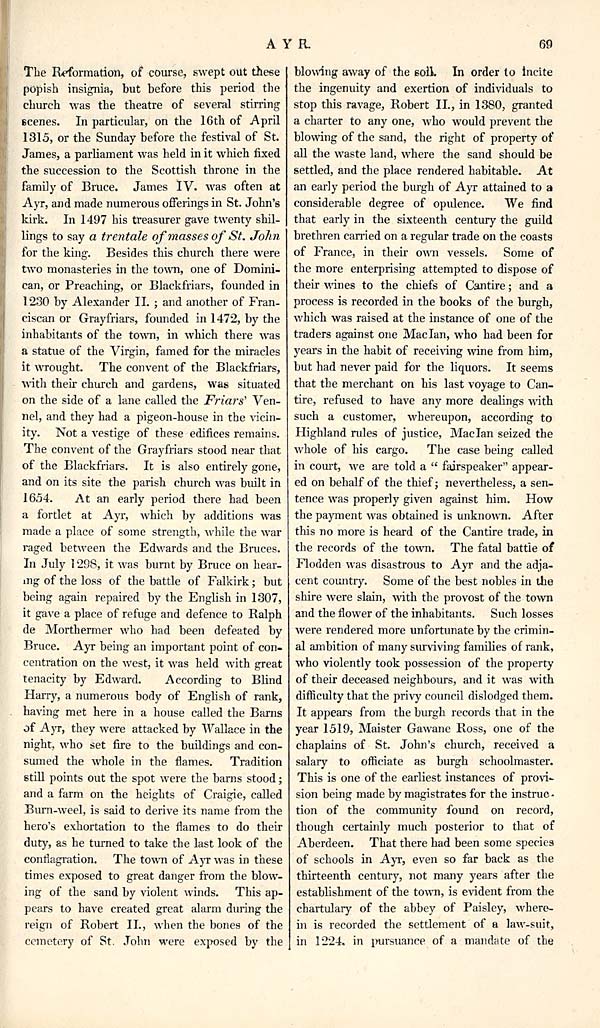 A Y R.
69
The Reformation, of course, swept out these
popish insignia, but before this period the
church was the theatre of several stirring
scenes. In particular, on the 16th of April
1315, or the Sunday before the festival of St.
James, a parliament was held in it which fixed
the succession to the Scottish throne in the
family of Bruce. James IV. was often at
Ayr, and made numerous offerings in St. John's
kirk. In 1497 his treasurer gave twenty shil-
lings to say a trentale of masses of St. John
for the king. Besides this church there were
two monasteries in the town, one of Domini-
can, or Preaching, or Blackfriars, founded in
1230 by Alexander II. ; and another of Fran-
ciscan or Grayfriars, founded in 1472, by the
inhabitants of the town, in which there was
a statue of the Virgin, famed for the miracles
it wrought. The convent of the Blackfriars,
with their church and gardens, was situated
on the side of a lane called the Friars' Ven-
nel, and they had a pigeon-house in the vicin-
ity. Not a vestige of these edifices remains.
The convent of the Grayfriars stood near that
of the Blackfriars. It is also entirely gone,
and on its site the parish church was built in
1654. At an early period there had been
a fortlet at Ayr, which by additions was
made a place of some strength, while the war
raged between the Edwards and the Bruces.
In July 1298, it was burnt by Bruce on hear-
ing of the loss of the battle of Falkirk ; but
being again repaired by the English in 1307,
it gave a place of refuge and defence to Ralph
de Morthermer who had been defeated by
Bruce. Ayr being an important point of con-
centration on the west, it was held with great
tenacity by Edward. According to Blind
Harry, a numerous body of English of rank,
having met here in a house called the Barns
of Ayr, they were attacked by Wallace in the
night, who set fire to the buildings and con-
sumed the whole in the flames. Tradition
still points out the spot were the barns stood ;
and a farm on the heights of Craigie, called
Burn-weel, is said to derive its name from the
hero's exhortation to the flames to do their
duty, as he turned to take the last look of the
conflagration. The town of Ayr was in these
times exposed to great danger from the blow-
ing of the sand by violent winds. This ap-
pears to have created great alarm during the
reign of Robert II., when the bones of the
cemetery of St. John were exposed by the
blowing away of the soil. In order to incite
the ingenuity and exertion of individuals to
stop this ravage, Robert II., in 1380, granted
a charter to any one, who would prevent the
blowing of the sand, the right of property of
all the waste land, where the sand should be
settled, and the place rendered habitable. At
an early period the burgh of Ayr attained to a
considerable degree of opulence. We find
that early in the sixteenth century the guild
brethren carried on a regular trade on the coasts
of France, in their own vessels. Some of
the more enterprising attempted to dispose of
their wines to the chiefs of Cantire ; and a
process is recorded in the books of the burgh,
which was raised at the instance of one of the
traders against one MacIan, who had been for
years in the habit of receiving wine from him,
but had never paid for the liquors. It seems
that the merchant on his last voyage to Can-
tire, refused to have any more dealings with
such a customer, whereupon, according to
Highland rules of justice, MacIan seized the
whole of his cargo. The case being called
in court, we are told a " fairspeaker" appear-
ed on behalf of the thief ; nevertheless, a sen-
tence was properly given against him. How
the payment was obtained is unknown. After
this no more is heard of the Cantire trade, in
the records of the town. The fatal battle of
Flodden was disastrous to Ayr and the adja-
cent country. Some of the best nobles in the
shire were slain, with the provost of the town
and the flower of the inhabitants. Such losses
were rendered more unfortunate by the crimin-
al ambition of many surviving families of rank,
who violently took possession of the property
of their deceased neighbours, and it was with
difficulty that the privy council dislodged them.
It appears from the burgh records that in the
year 1519, Maister Gawane Ross, one of the
chaplains of St. John's church, received a
salary to officiate as burgh schoolmaster.
This is one of the earliest instances of provi-
sion being made by magistrates for the instruc-
tion of the community found on record,
though certainly much posterior to that of
Aberdeen. That there had been some species
of schools in Ayr, even so far back as the
thirteenth century, not many years after the
establishment of the town, is evident from the
chartulary of the abbey of Paisley, where-
in is recorded the settlement of a law-suit,
in 1224, in pursuance of a mandate of the